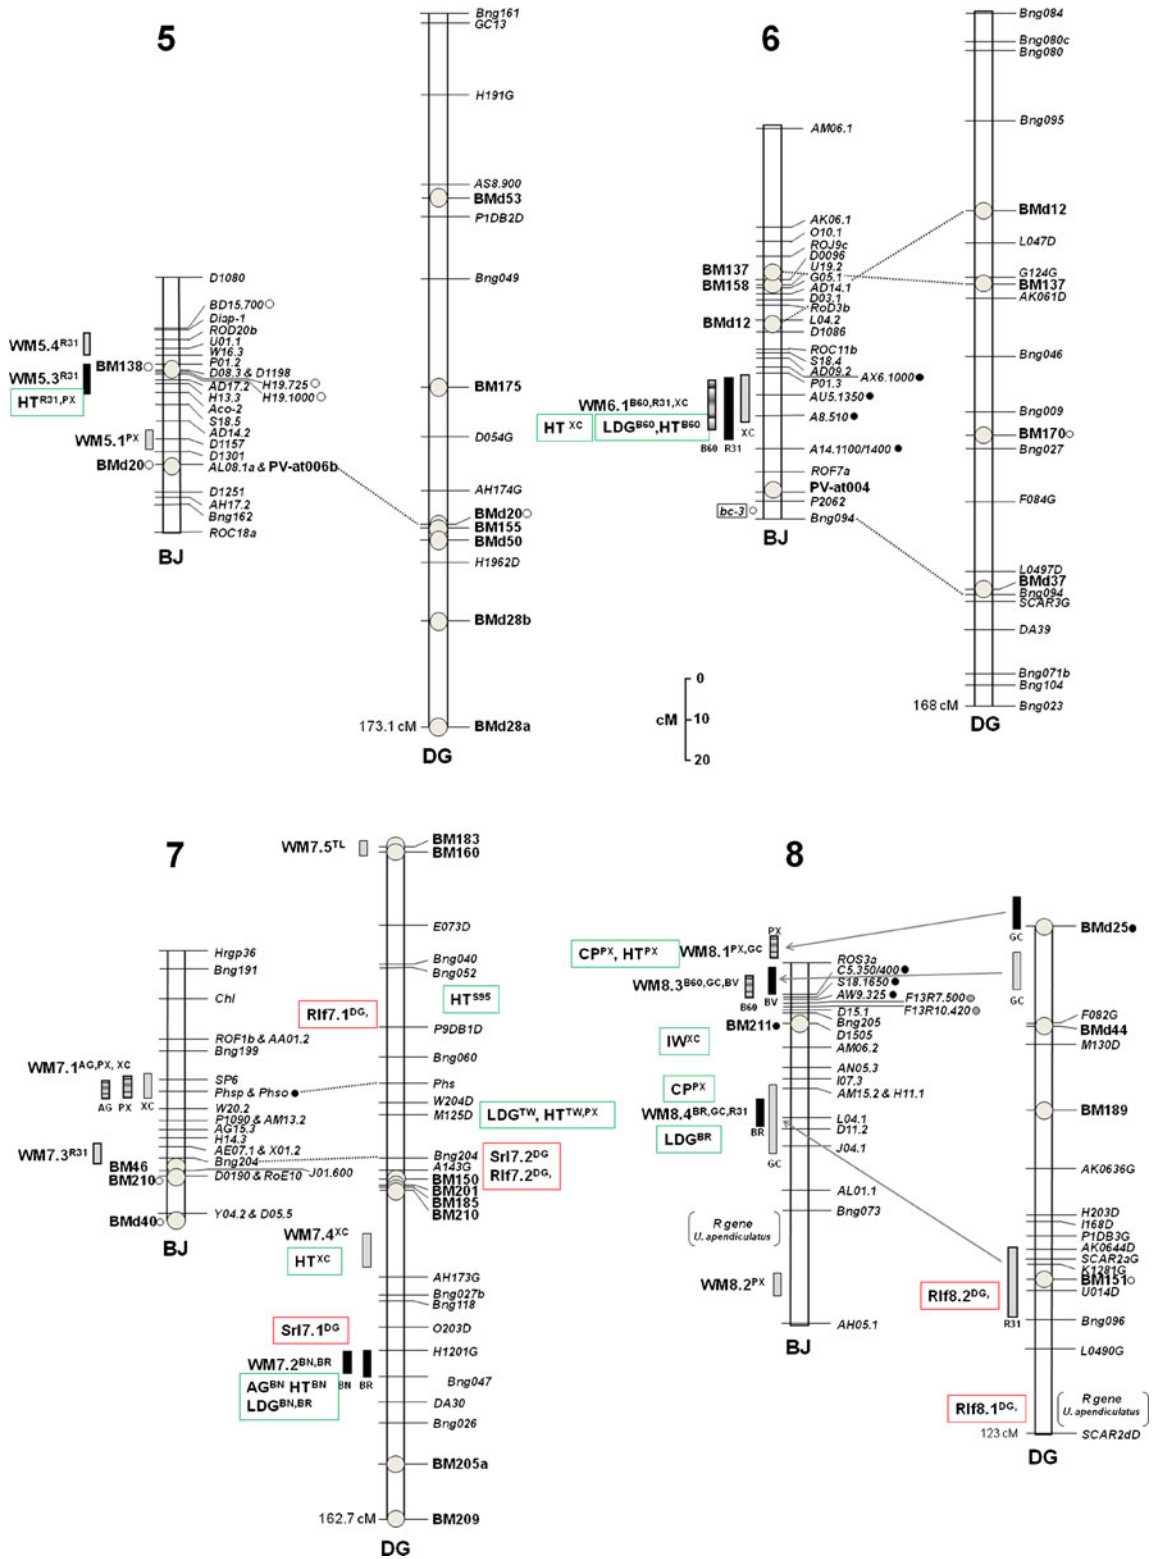 5
Bng161
GC13
H191G
AS8.900
BMd53
P1DB2D
Bng049
BM175
D054G
AH174G
BMd20○
BM155
BMd50
H1962D
BMd28b
173.1 cM
BMd28a
DG
D1080
BD15.700○
Diap-1
ROD20b
U01.1
W16.3
P01.2
D08.3 & D1198
H19.725○
AD17.2
H19.1000○
H13.3
Aco-2
S18.5
AD14.2
D1157
D1301
AL08.1a & PV-at006b
D1251
AH17.2
Bng162
ROC18a
BJ
WM5.4R31
BM138○
WM5.3R31
HTR31,PX
WM5.1PX
BMd20○
6
Bng084
Bng080c
Bng080
Bng095
BMd12
L047D
G124G
BM137
AK061D
Bng046
Bng009
BM170○
Bng027
F084G
L0497D
BMd37
Bng094
SCAR3G
DA39
Bng071b
Bng104
168 cM
Bng023
DG
AM06.1
AK06.1
O10.1
ROJ9c
D0096
U19.2
G05.1
AD14.1
D03.1
RoD3b
L04.2
D1086
ROC11b
S18.4
AD09.2
AX6.1000●
P01.3
AU5.1350●
A8.510●
A14.1100/1400●
ROF7a
PV-at004
P2062
Bng094
BJ
BM137
BM158
BMd12
WM6.1B60,R31,XC
HT XC
LDGB60,HTB60
B60
R31
XC
bc-3○
0
cM
10
20
7
WM7.5TL
BM183
BM160
E073D
Bng040
Bng052
HTS95
Rlf7.1DG,
P9DB1D
Bng060
Phs
W204D
M125D
LDGTW, HTTW,PX
Bng204
Srl7.2DG
Rlf7.2DG,
A143G
BM150
BM201
BM185
BM210
WM7.4XC
HTXC
AH173G
Bng027b
Bng118
O203D
Srl7.1DG
H1201G
WM7.2BN,BR
BN
BR
Bng047
AGBN HTBN
LDGBN,BR
DA30
Bng026
BM205a
162.7 cM
BM209
DG
Hrgp36
Bng191
Chl
ROF1b & AA01.2
Bng199
WM7.1AG,PX, XC
SP6
Phsp & Phso●
AG
PX
XC
W20.2
P1090 & AM13.2
AG15.3
H14.3
AE07.1 & X01.2
WM7.3R31
Bng204
BM46
J01.600
BM210○
D0190 & RoE10
Y04.2 & D05.5
BMd40○
BJ
8
GC
BMd25●
GC
F082G
BMd44
M130D
BM189
AK0636G
H203D
I168D
P1DB3G
AK0644D
SCAR2aG
K1281G
BM151○
U014D
Rlf8.2DG,
R31
Bng096
L0490G
Rlf8.1DG,
R gene
U. apendiculatus
123 cM
SCAR2dD
DG
PX
CPPX, HTPX
WM8.1PX,GC
ROS3a
C5.350/400●
WM8.3B60,GC,BV
S18.1650●
B60
BV
AW9.325●
F13R7.500
F13R10.420
D15.1
BM211●
Bng205
D1505
IWXC
AM06.2
AN05.3
I07.3
CPPX
AM15.2 & H11.1
WM8.4BR,GC,R31
BR
L04.1
LDGBR
D11.2
J04.1
GC
AL01.1
Bng073
R gene
U. apendiculatus
WM8.2PX
AH05.1
BJ